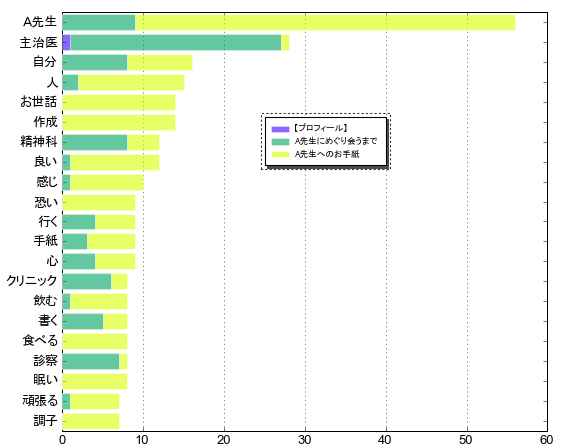 A先生
主治医
自分
人
お世話
作成
精神科
良い
感じ
恐い
行く
手紙
心
クリニック
飲む
書く
食べる
診察
眠い
頑張る
調子
【プロフィール】
A先生にめぐり会うまで
A先生へのお手紙
0 10 20 30 40 50 60